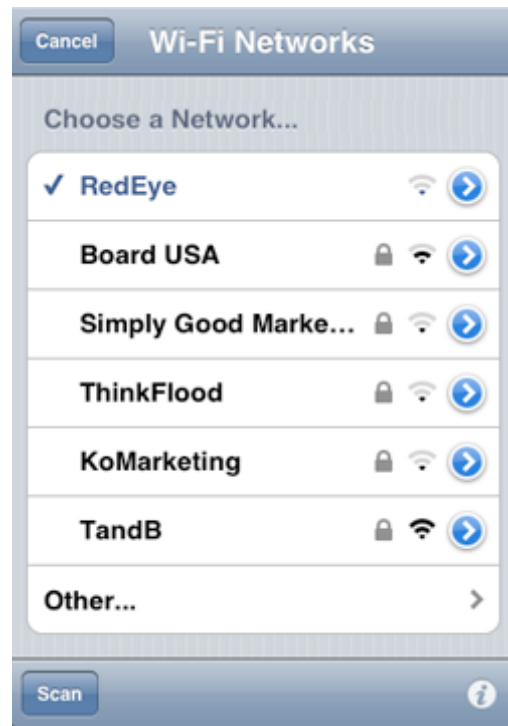 Cancel Wi-Fi Networks
Choose a Network...
RedEye
Board USA
Simply Good Marke...
ThinkFlood
KoMarketing
TandB
Other...
Scan